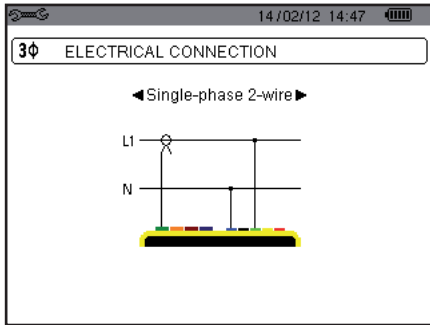 14/02/12 14:47
3ϕ ELECTRICAL CONNECTION
◄Single-phase 2-wire►
L1
N